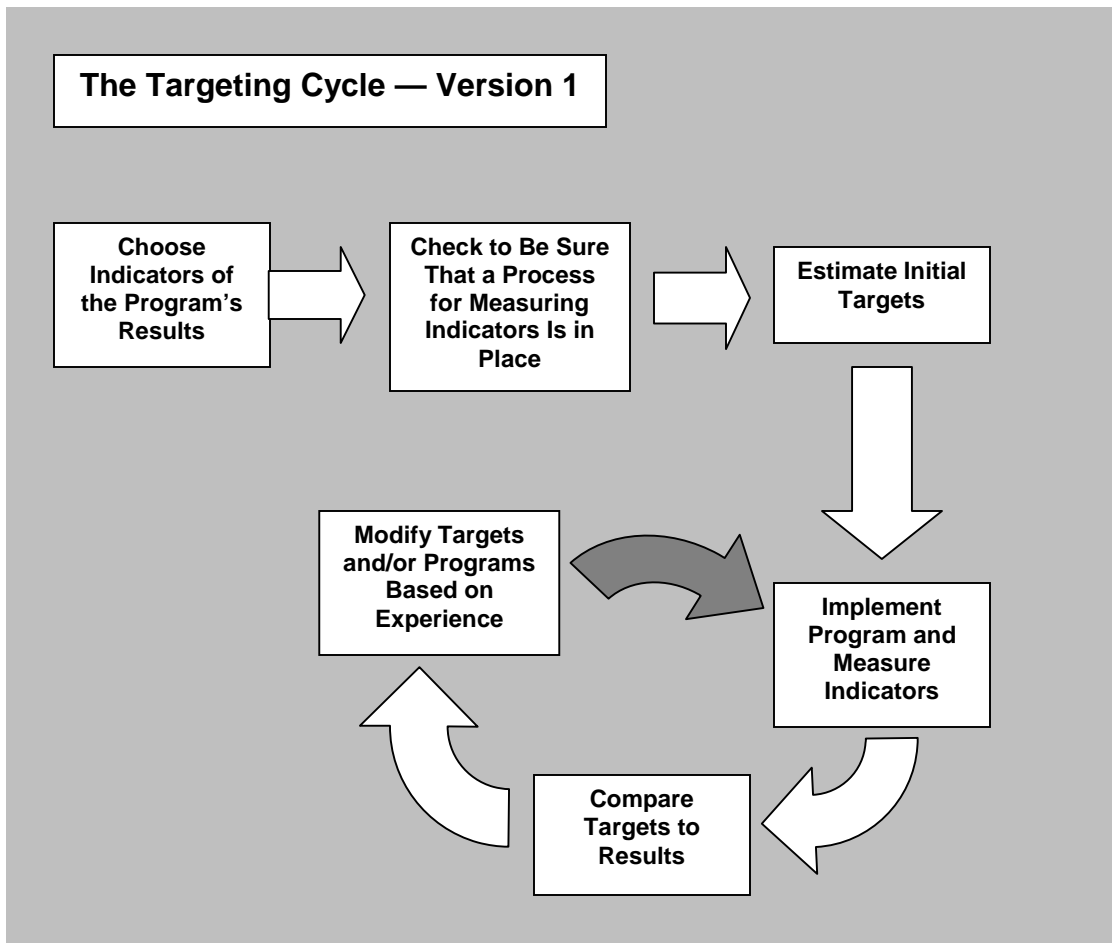 The Targeting Cycle — Version 1
Choose
Indicators of
the Program's
Results
Check to Be Sure
That a Process
for Measuring
Indicators Is in
Place
Estimate Initial
Targets
Modify Targets
and/or Programs
Based on
Experience
Implement
Program and
Measure
Indicators
Compare
Targets to
Results